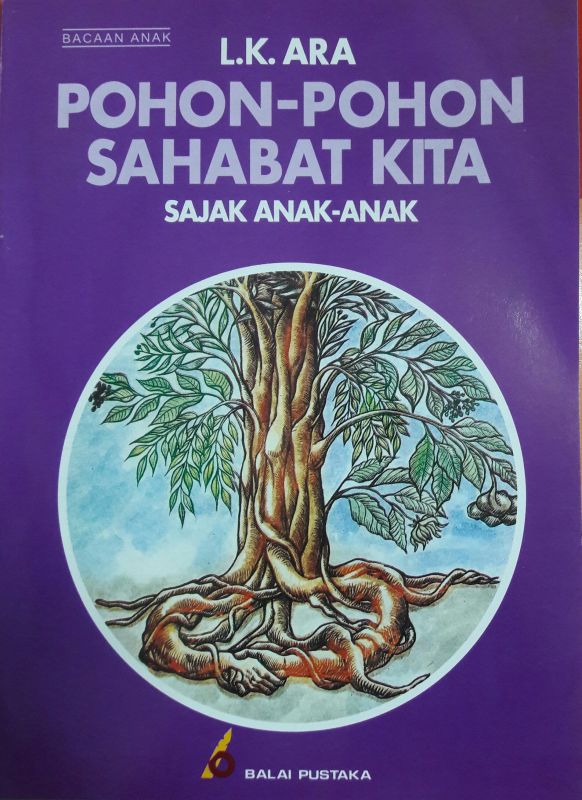 BACAAN ANAK
L.K. ARA
POHON-POHON
SAHABAT KITA
SAJAK ANAK-ANAK
BALAI PUSTAKA